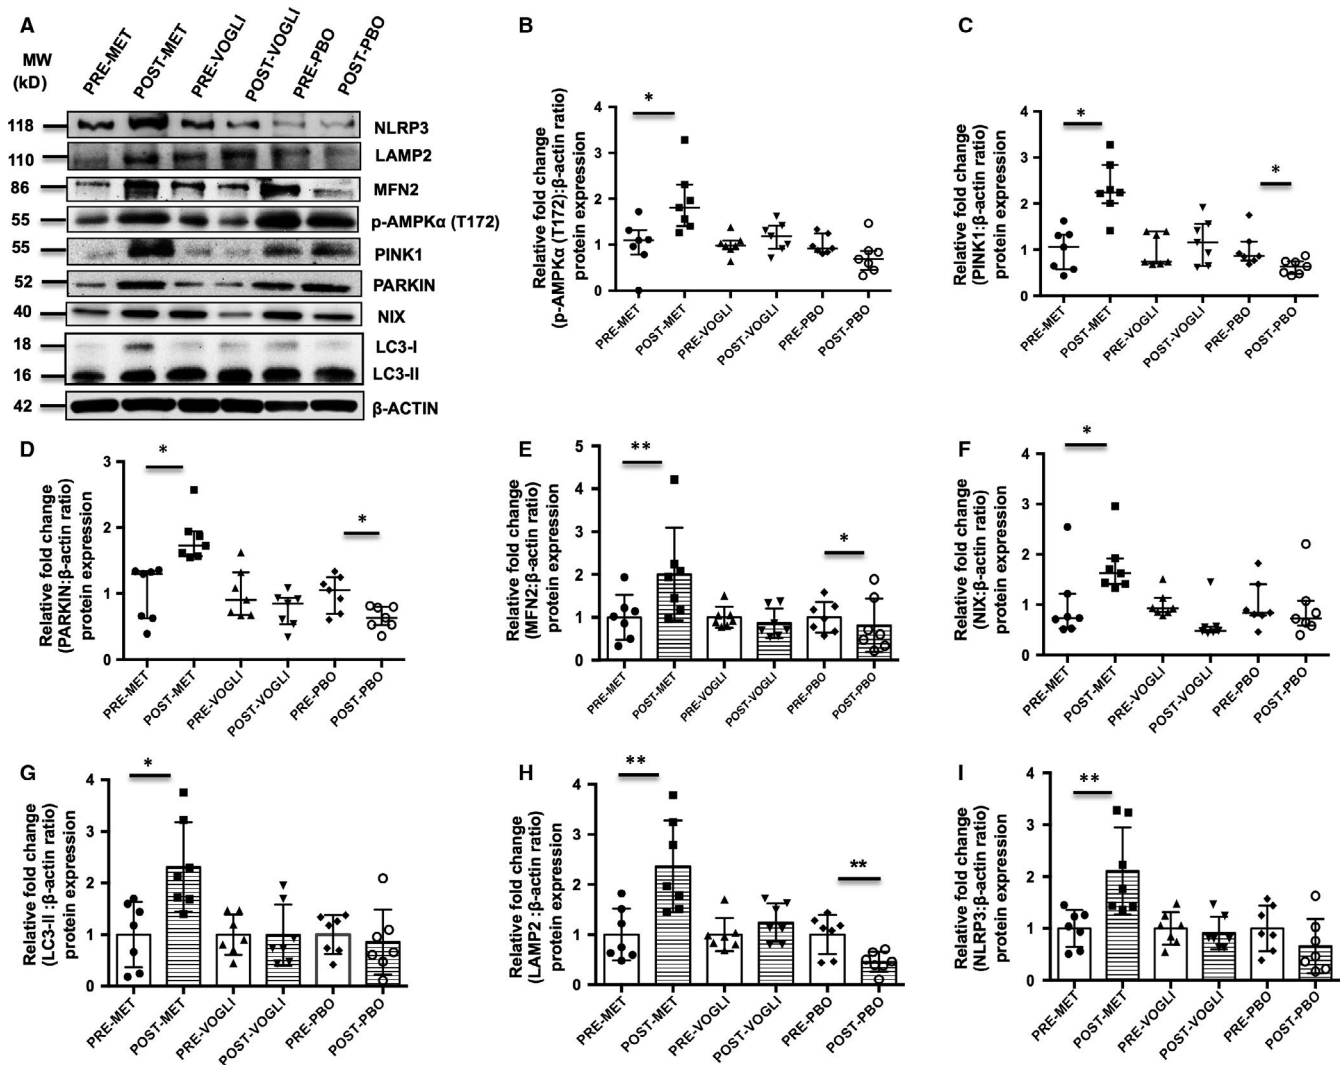 A
MW
(kD)
PRE-MET
POST-MET
PRE-VOGLI
POST-VOGLI
PRE-PBO
POST-PBO
118
NLRP3
110
LAMP2
86
MFN2
55
p-AMPKα (T172)
55
PINK1
52
PARKIN
40
NIX
18
LC3-I
16
LC3-II
42
β-ACTIN
B
Relative fold change
(p-AMPKα (T172):β-actin ratio)
protein expression
4
3
2
1
0
*
PRE-MET
POST-MET
PRE-VOGLI
POST-VOGLI
PRE-PBO
POST-PBO
C
Relative fold change
(PINK1:β-actin ratio)
protein expression
4
3
2
1
0
*
*
PRE-MET
POST-MET
PRE-VOGLI
POST-VOGLI
PRE-PBO
POST-PBO
D
Relative fold change
(PARKIN:β-actin ratio)
protein expression
3
2
1
0
*
*
PRE-MET
POST-MET
PRE-VOGLI
POST-VOGLI
PRE-PBO
POST-PBO
E
Relative fold change
(MFN2:β-actin ratio)
protein expression
5
4
3
2
1
0
**
*
PRE-MET
POST-MET
PRE-VOGLI
POST-VOGLI
PRE-PBO
POST-PBO
F
Relative fold change
(NIX:β-actin ratio)
protein expression
4
3
2
1
0
*
PRE-MET
POST-MET
PRE-VOGLI
POST-VOGLI
PRE-PBO
POST-PBO
G
Relative fold change
(LC3-II :β-actin ratio)
protein expression
4
3
2
1
0
*
PRE-MET
POST-MET
PRE-VOGLI
POST-VOGLI
PRE-PBO
POST-PBO
H
Relative fold change
(LAMP2 :β-actin ratio)
protein expression
4
3
2
1
0
**
**
PRE-MET
POST-MET
PRE-VOGLI
POST-VOGLI
PRE-PBO
POST-PBO
I
Relative fold change
(NLRP3:β-actin ratio)
protein expression
4
3
2
1
0
**
PRE-MET
POST-MET
PRE-VOGLI
POST-VOGLI
PRE-PBO
POST-PBO